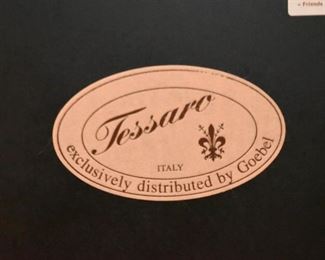 - Friends
Tessaro
ITALY
exclusively distributed by Goebel